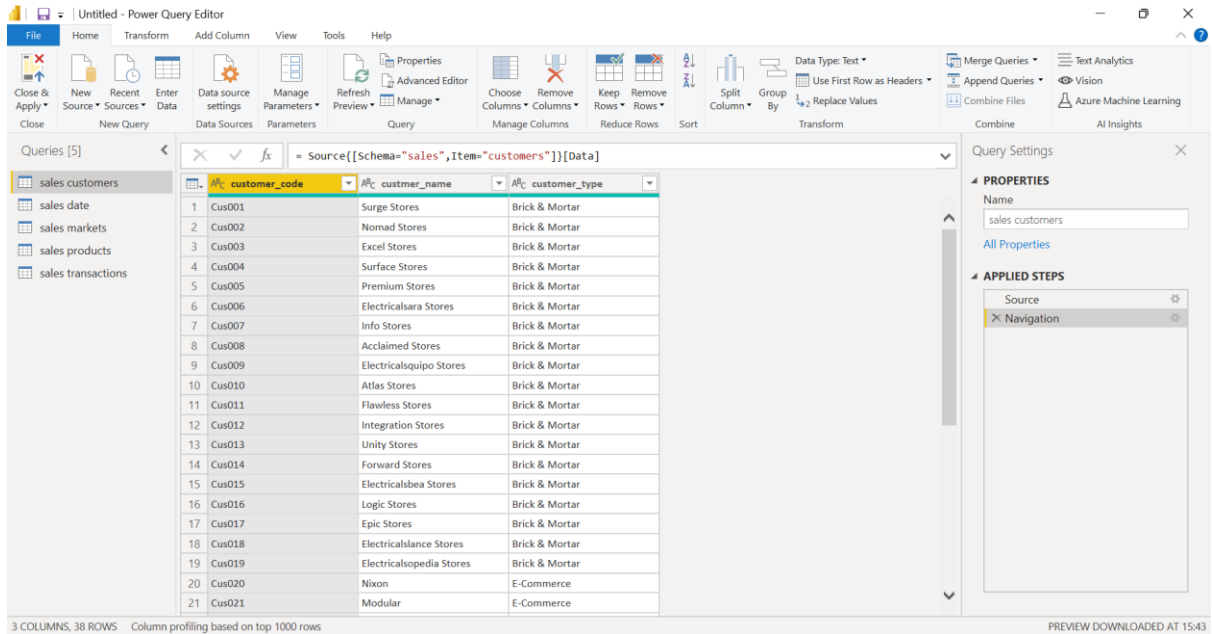 Untitled - Power Query Editor
File Home Transform Add Column View Tools Help
Close & Apply
New Source
Recent Sources
Enter Data
Data source settings
Manage Parameters
Refresh Preview
Properties
Advanced Editor
Manage
Choose Columns
Remove Columns
Keep Rows
Remove Rows
Split Column
Group By
Data Type: Text
Use First Row as Headers
Replace Values
Merge Queries
Append Queries
Combine Files
Text Analytics
Vision
Azure Machine Learning
Close New Query Data Sources Parameters Query Manage Columns Reduce Rows Sort Transform Combine AI Insights
Queries [5]
sales customers
sales date
sales markets
sales products
sales transactions
fx = Source{[Schema="sales",Item="customers"]}[Data]
ABC customer_code ABC custmer_name ABC customer_type
1 Cus001 Surge Stores Brick & Mortar
2 Cus002 Nomad Stores Brick & Mortar
3 Cus003 Excel Stores Brick & Mortar
4 Cus004 Surface Stores Brick & Mortar
5 Cus005 Premium Stores Brick & Mortar
6 Cus006 Electricalsara Stores Brick & Mortar
7 Cus007 Info Stores Brick & Mortar
8 Cus008 Acclaimed Stores Brick & Mortar
9 Cus009 Electricalsquipo Stores Brick & Mortar
10 Cus010 Atlas Stores Brick & Mortar
11 Cus011 Flawless Stores Brick & Mortar
12 Cus012 Integration Stores Brick & Mortar
13 Cus013 Unity Stores Brick & Mortar
14 Cus014 Forward Stores Brick & Mortar
15 Cus015 Electricalsbea Stores Brick & Mortar
16 Cus016 Logic Stores Brick & Mortar
17 Cus017 Epic Stores Brick & Mortar
18 Cus018 Electricalslance Stores Brick & Mortar
19 Cus019 Electricalsopedia Stores Brick & Mortar
20 Cus020 Nixon E-Commerce
21 Cus021 Modular E-Commerce
Query Settings
PROPERTIES
Name
sales customers
All Properties
APPLIED STEPS
Source
Navigation
3 COLUMNS, 38 ROWS Column profiling based on top 1000 rows
PREVIEW DOWNLOADED AT 15:43